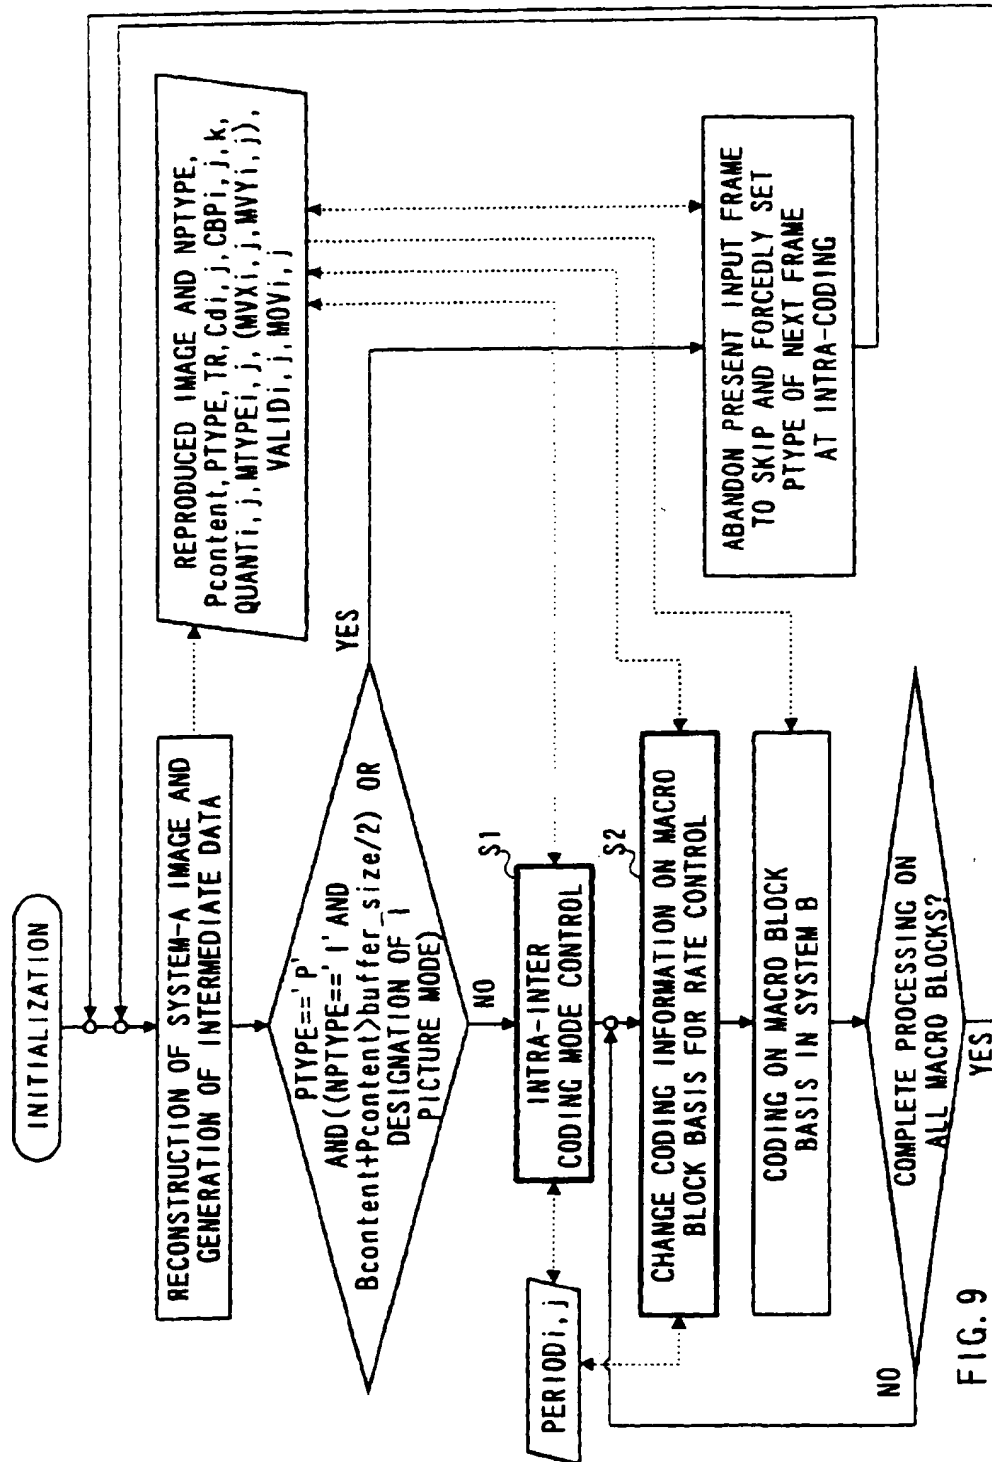 INITIALIZATION
RECONSTRUCTION OF SYSTEM-A IMAGE AND
GENERATION OF INTERMEDIATE DATA
REPRODUCED IMAGE AND NPTYPE,
Pcontent, PTYPE, TR, Cdi, j, CBPi, j, k,
QUANTi, j, MTYPEi, j, (MVXi, j, MVYi, j),
VALIDi, j, MOVi, j
PTYPE=='P'
AND((NPTYPE=='I' AND
Bcontent+Pcontent>buffer_size/2) OR
DESIGNATION OF I
PICTURE MODE)
YES
NO
S1
INTRA-INTER
CODING MODE CONTROL
PERIODi, j
S2
CHANGE CODING INFORMATION ON MACRO
BLOCK BASIS FOR RATE CONTROL
CODING ON MACRO BLOCK
BASIS IN SYSTEM B
ABANDON PRESENT INPUT FRAME
TO SKIP AND FORCEDLY SET
PTYPE OF NEXT FRAME
AT INTRA-CODING
COMPLETE PROCESSING ON
ALL MACRO BLOCKS?
NO
YES
FIG. 9